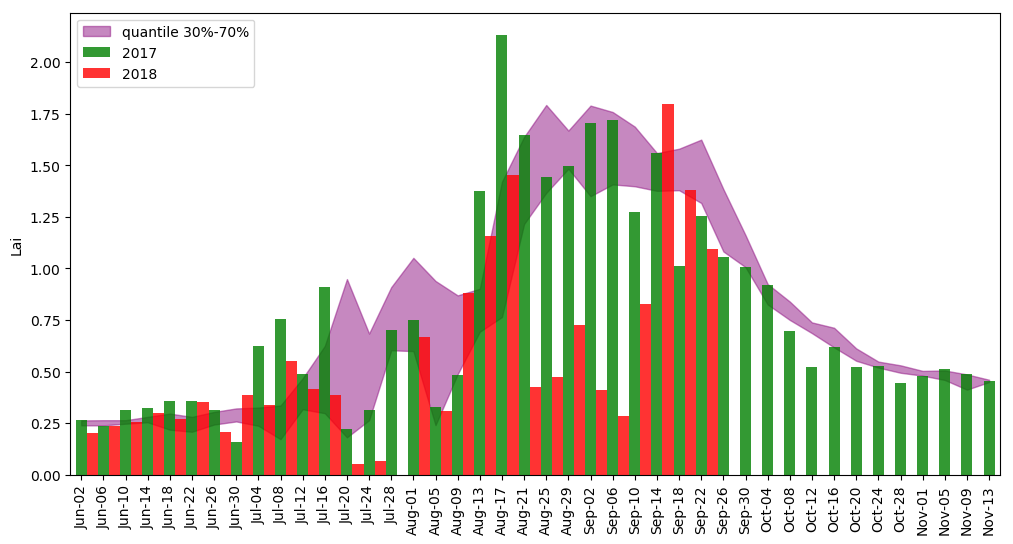 quantile 30%-70%
2017
2018
Lai
2.00
1.75
1.50
1.25
1.00
0.75
0.50
0.25
0.00
Jun-02
Jun-06
Jun-10
Jun-14
Jun-18
Jun-22
Jun-26
Jun-30
Jul-04
Jul-08
Jul-12
Jul-16
Jul-20
Jul-24
Jul-28
Aug-01
Aug-05
Aug-09
Aug-13
Aug-17
Aug-21
Aug-25
Aug-29
Sep-02
Sep-06
Sep-10
Sep-14
Sep-18
Sep-22
Sep-26
Sep-30
Oct-04
Oct-08
Oct-12
Oct-16
Oct-20
Oct-24
Oct-28
Nov-01
Nov-05
Nov-09
Nov-13